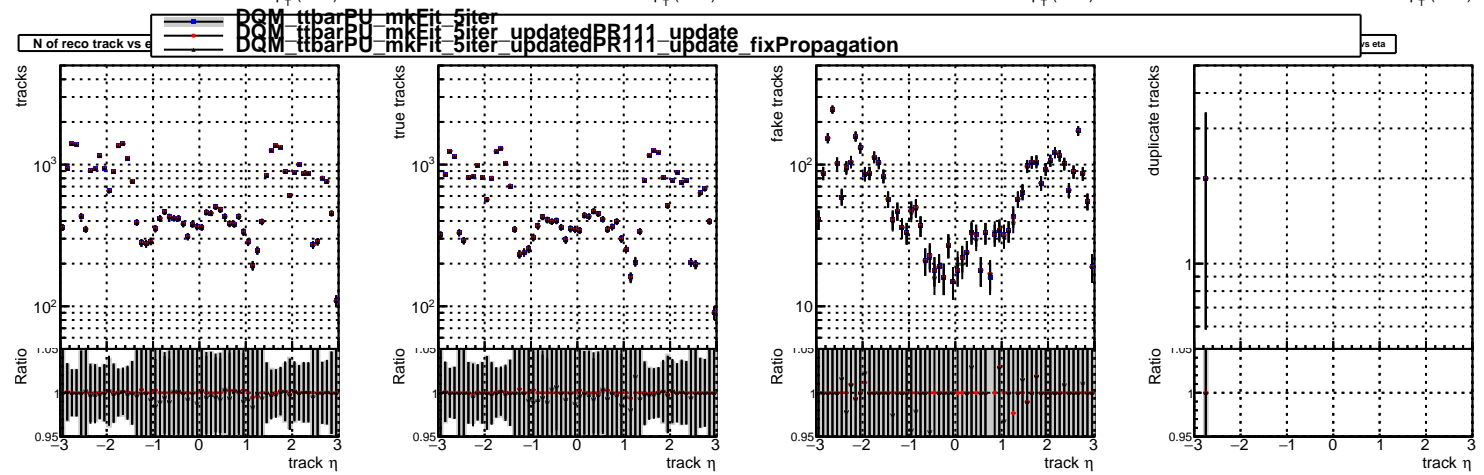 DQM_ttbarPU_mkFit_5iter
DQM_ttbarPU_mkFit_5iter_updatedPR111_update
DQM_ttbarPU_mkFit_5iter_updatedPR111_update_fixPropagation
N of reco track vs e
vs eta
tracks
10³
10²
Ratio
1.05
1
0.95
−3 −2 −1 0 1 2 3
track η
true tracks
10³
10²
Ratio
1.05
1
0.95
−3 −2 −1 0 1 2 3
track η
fake tracks
10²
10
Ratio
1.05
1
0.95
−3 −2 −1 0 1 2 3
track η
duplicate tracks
1
Ratio
1.05
1
0.95
−3 −2 −1 0 1 2 3
track η